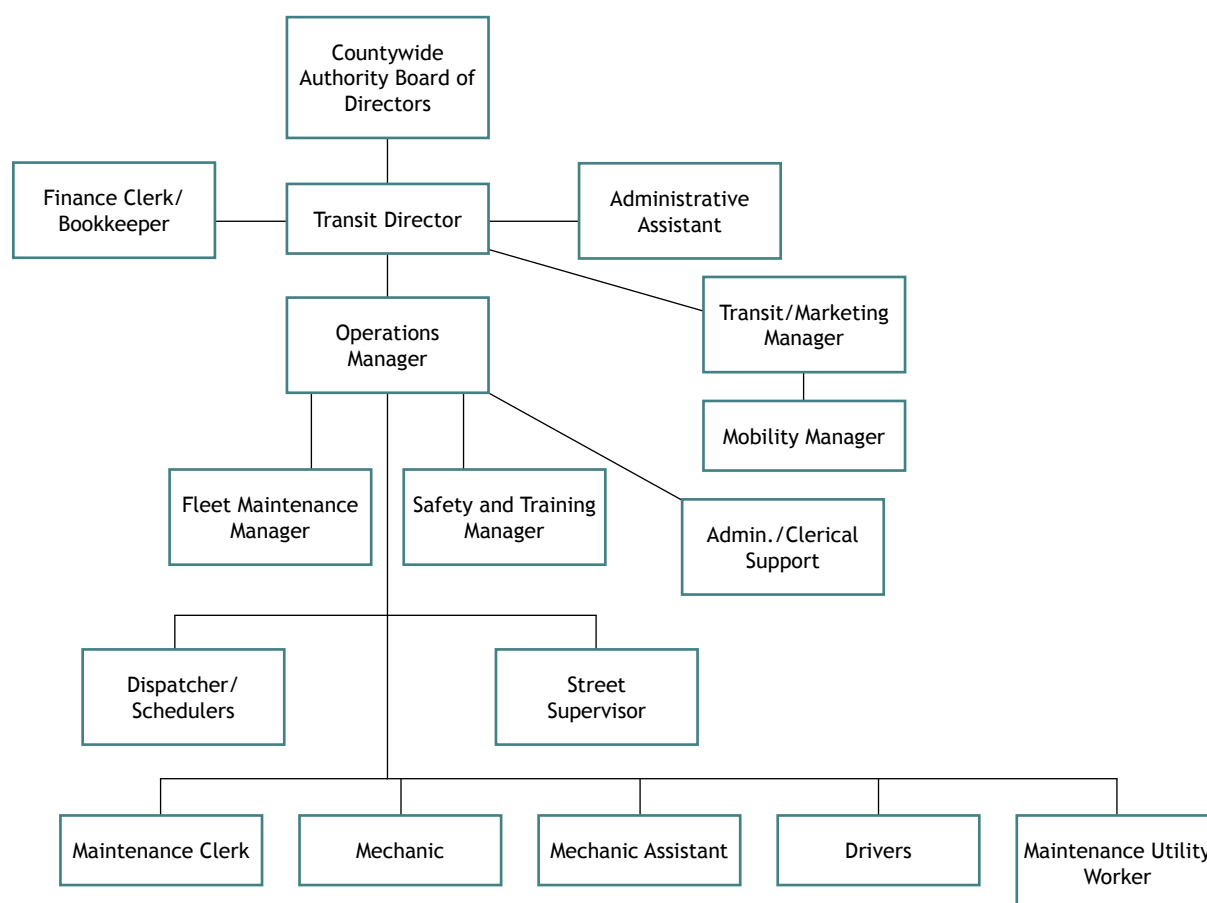 Countywide
Authority Board of
Directors
Finance Clerk/
Bookkeeper
Transit Director
Administrative
Assistant
Operations
Manager
Transit/Marketing
Manager
Mobility Manager
Fleet Maintenance
Manager
Safety and Training
Manager
Admin./Clerical
Support
Dispatcher/
Schedulers
Street
Supervisor
Maintenance Clerk
Mechanic
Mechanic Assistant
Drivers
Maintenance Utility
Worker